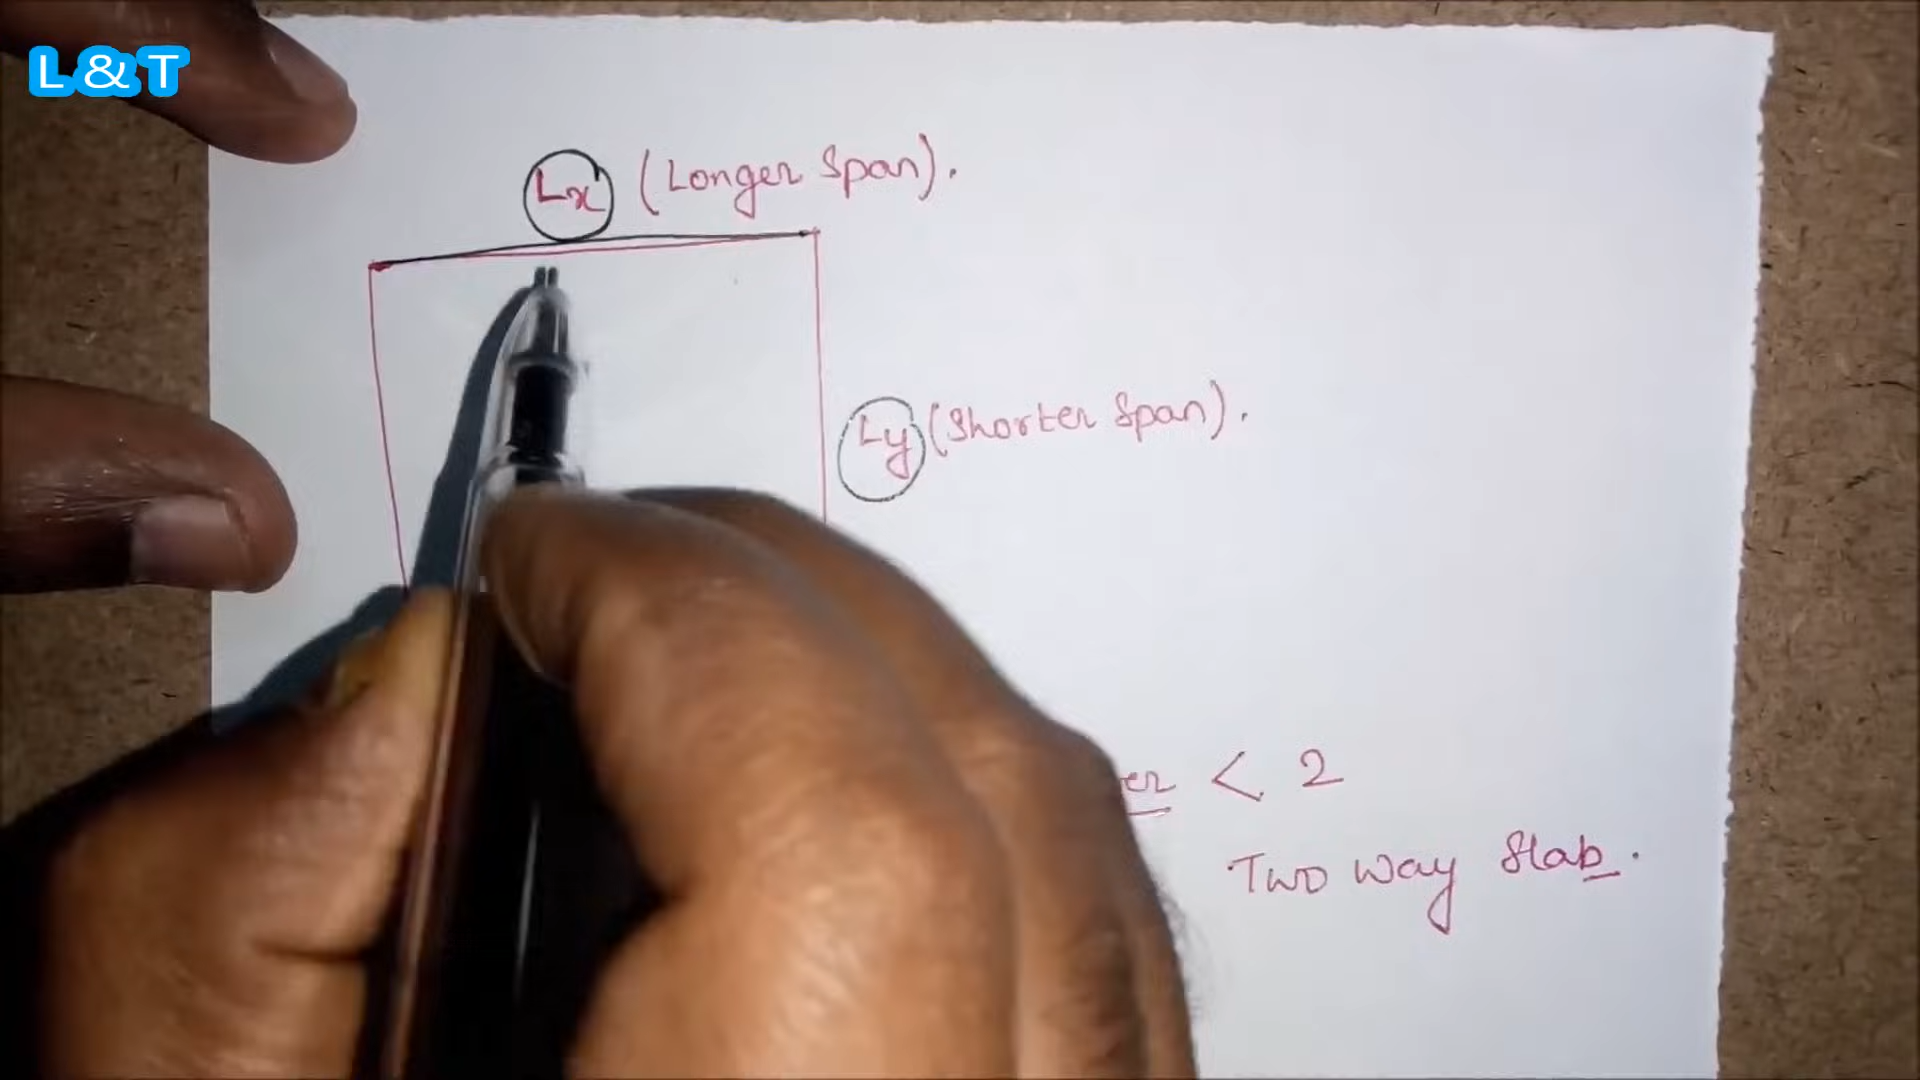 L&T
Lx (Longer Span).
Ly (Shorter Span).
< 2
Two Way Slab.